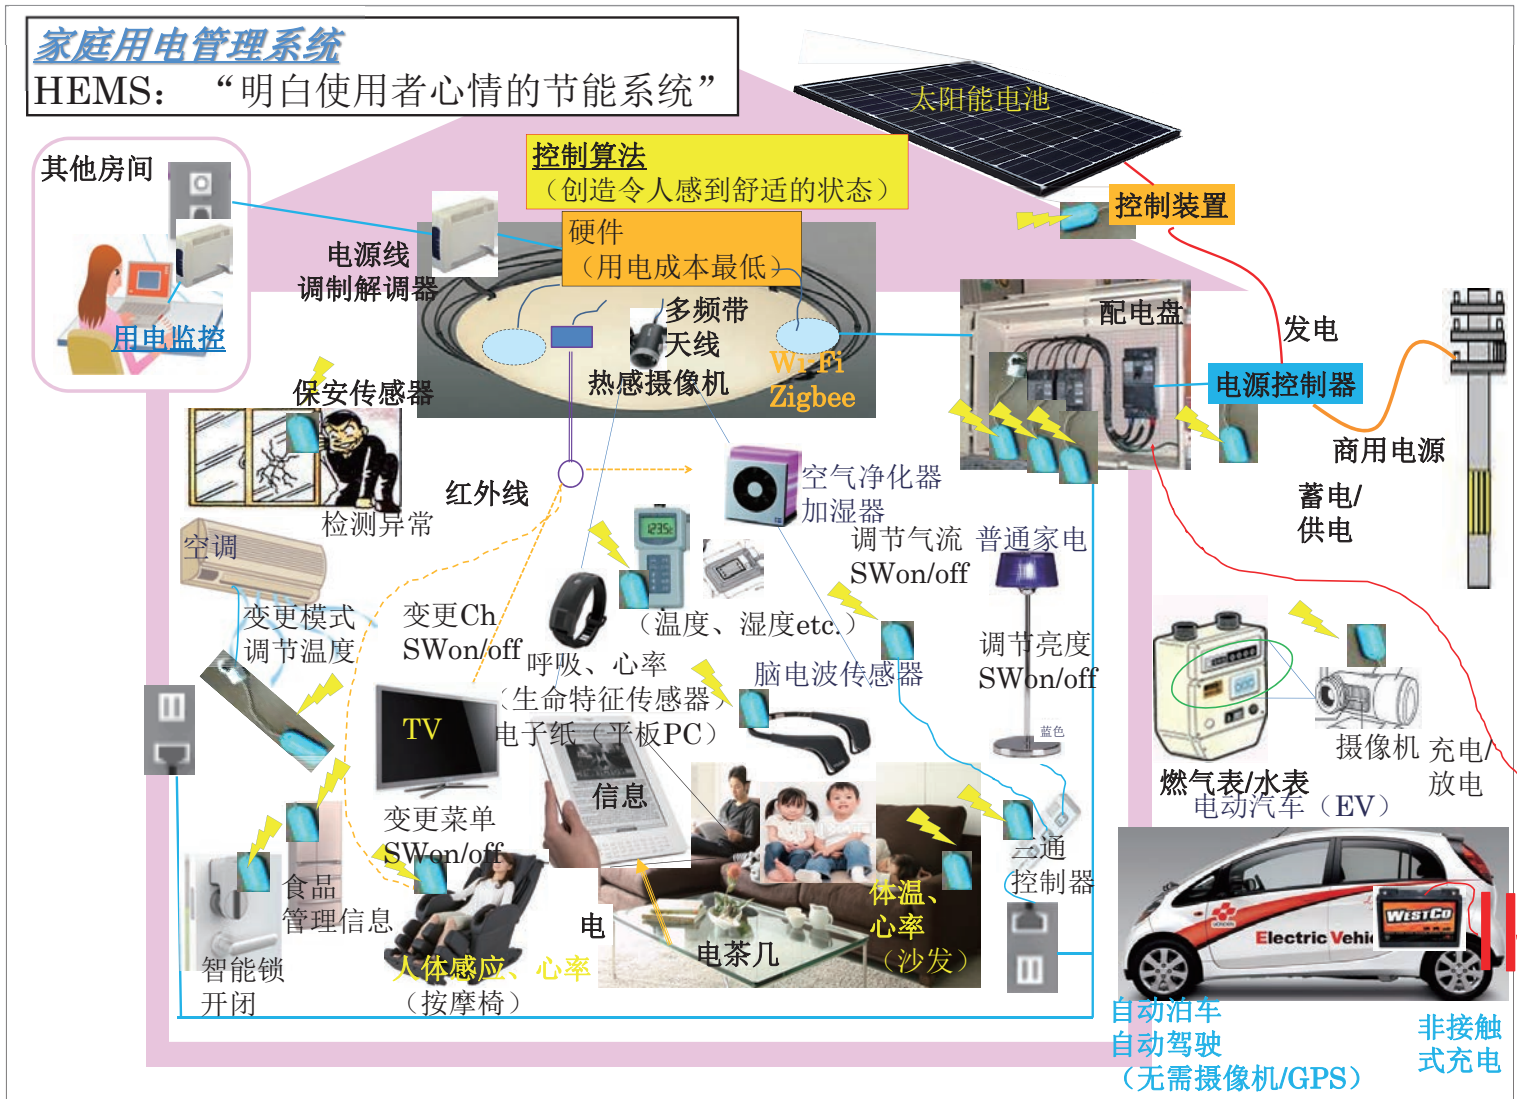 家庭用电管理系统
HEMS： “明白使用者心情的节能系统”
太阳能电池
控制算法
（创造令人感到舒适的状态）
其他房间
控制装置
硬件
（用电成本最低）
电源线
调制解调器
多频带
天线
配电盘
发电
用电监控
热感摄像机
Wi-Fi
Zigbee
电源控制器
保安传感器
商用电源
红外线
空气净化器
加湿器
蓄电/
供电
检测异常
空调
调节气流
SWon/off
普通家电
变更模式
调节温度
变更Ch
SWon/off
（温度、湿度etc.）
调节亮度
SWon/off
呼吸、心率
（生命特征传感器）
脑电波传感器
电子纸（平板PC）
TV
蓝色
摄像机
充电/
放电
燃气表/水表
电动汽车（EV）
信息
变更菜单
SWon/off
三通
控制器
食品
管理信息
体温、
心率
（沙发）
电
电茶几
WESTCO
Electric Vehic
智能锁
开闭
人体感应、心率
（按摩椅）
自动泊车
自动驾驶
（无需摄像机/GPS）
非接触
式充电